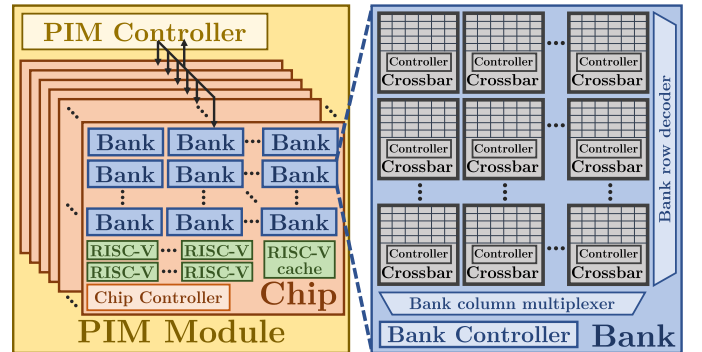 PIM Controller
Bank Bank ··· Bank
Bank Bank ··· Bank
Bank Bank ··· Bank
RISC-V ··· RISC-V
RISC-V ··· RISC-V
RISC-V
cache
Chip Controller
Chip
PIM Module
Controller Controller ··· Controller
Crossbar Crossbar Crossbar
Controller Controller ··· Controller
Crossbar Crossbar Crossbar
Controller Controller ··· Controller
Crossbar Crossbar Crossbar
Bank row decoder
Bank column multiplexer
Bank Controller
Bank